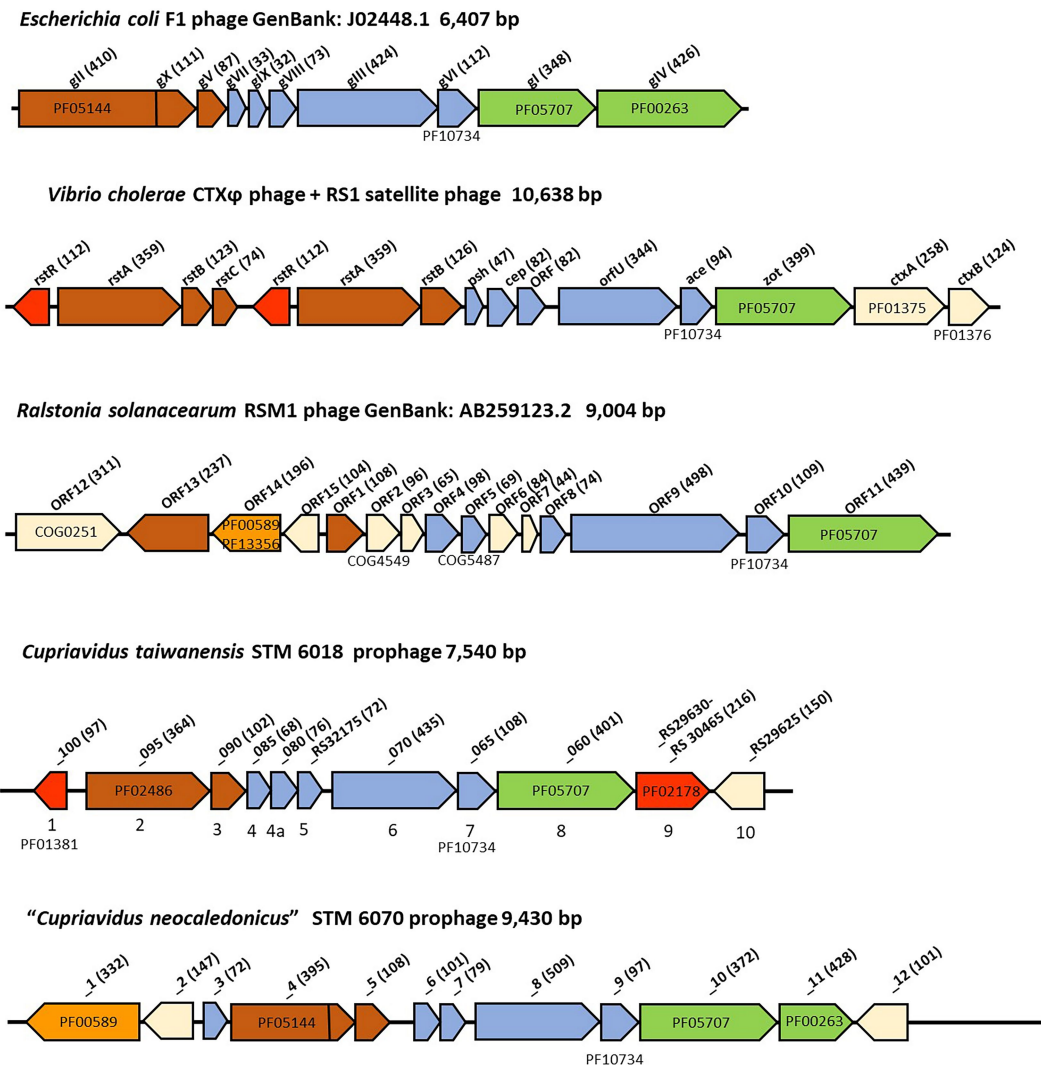 Escherichia coli F1 phage GenBank: J02448.1 6,407 bp
gII (410) gX (111) gV (87) gVII (33) gIX (32) gVIII (73) gIII (424) gVI (112) gI (348) gIV (426)
PF05144 PF05707 PF00263
PF10734
Vibrio cholerae CTXφ phage + RS1 satellite phage 10,638 bp
rstR (112) rstA (359) rstB (123) rstC (74) rstR (112) rstA (359) rstB (126) psh (47) cep (82) ORF (82) orfU (344) ace (94) zot (399) ctxA (258) ctxB (124)
PF05707 PF01375
PF10734 PF01376
Ralstonia solanacearum RSM1 phage GenBank: AB259123.2 9,004 bp
ORF12 (311) ORF13 (237) ORF14 (196) ORF15 (104) ORF1 (108) ORF2 (96) ORF3 (65) ORF4 (98) ORF5 (69) ORF6 (84) ORF7 (44) ORF8 (74) ORF9 (498) ORF10 (109) ORF11 (439)
COG0251 PF00589 PF05707
PF13356
COG4549 COG5487 PF10734
Cupriavidus taiwanensis STM 6018 prophage 7,540 bp
_100 (97) _095 (364) _090 (102) _085 (68) _080 (76) _RS32175 (72) _070 (435) _065 (108) _060 (401) _RS29630- _RS29625 (150)
_RS 30465 (216)
PF02486 PF05707 PF02178
1 2 3 4 4a 5 6 7 8 9 10
PF01381 PF10734
“Cupriavidus neocaledonicus” STM 6070 prophage 9,430 bp
_1 (332) _2 (147) _3 (72) _4 (395) _5 (108) _6 (101) _7 (79) _8 (509) _9 (97) _10 (372) _11 (428) _12 (101)
PF00589 PF05144 PF05707 PF00263
PF10734